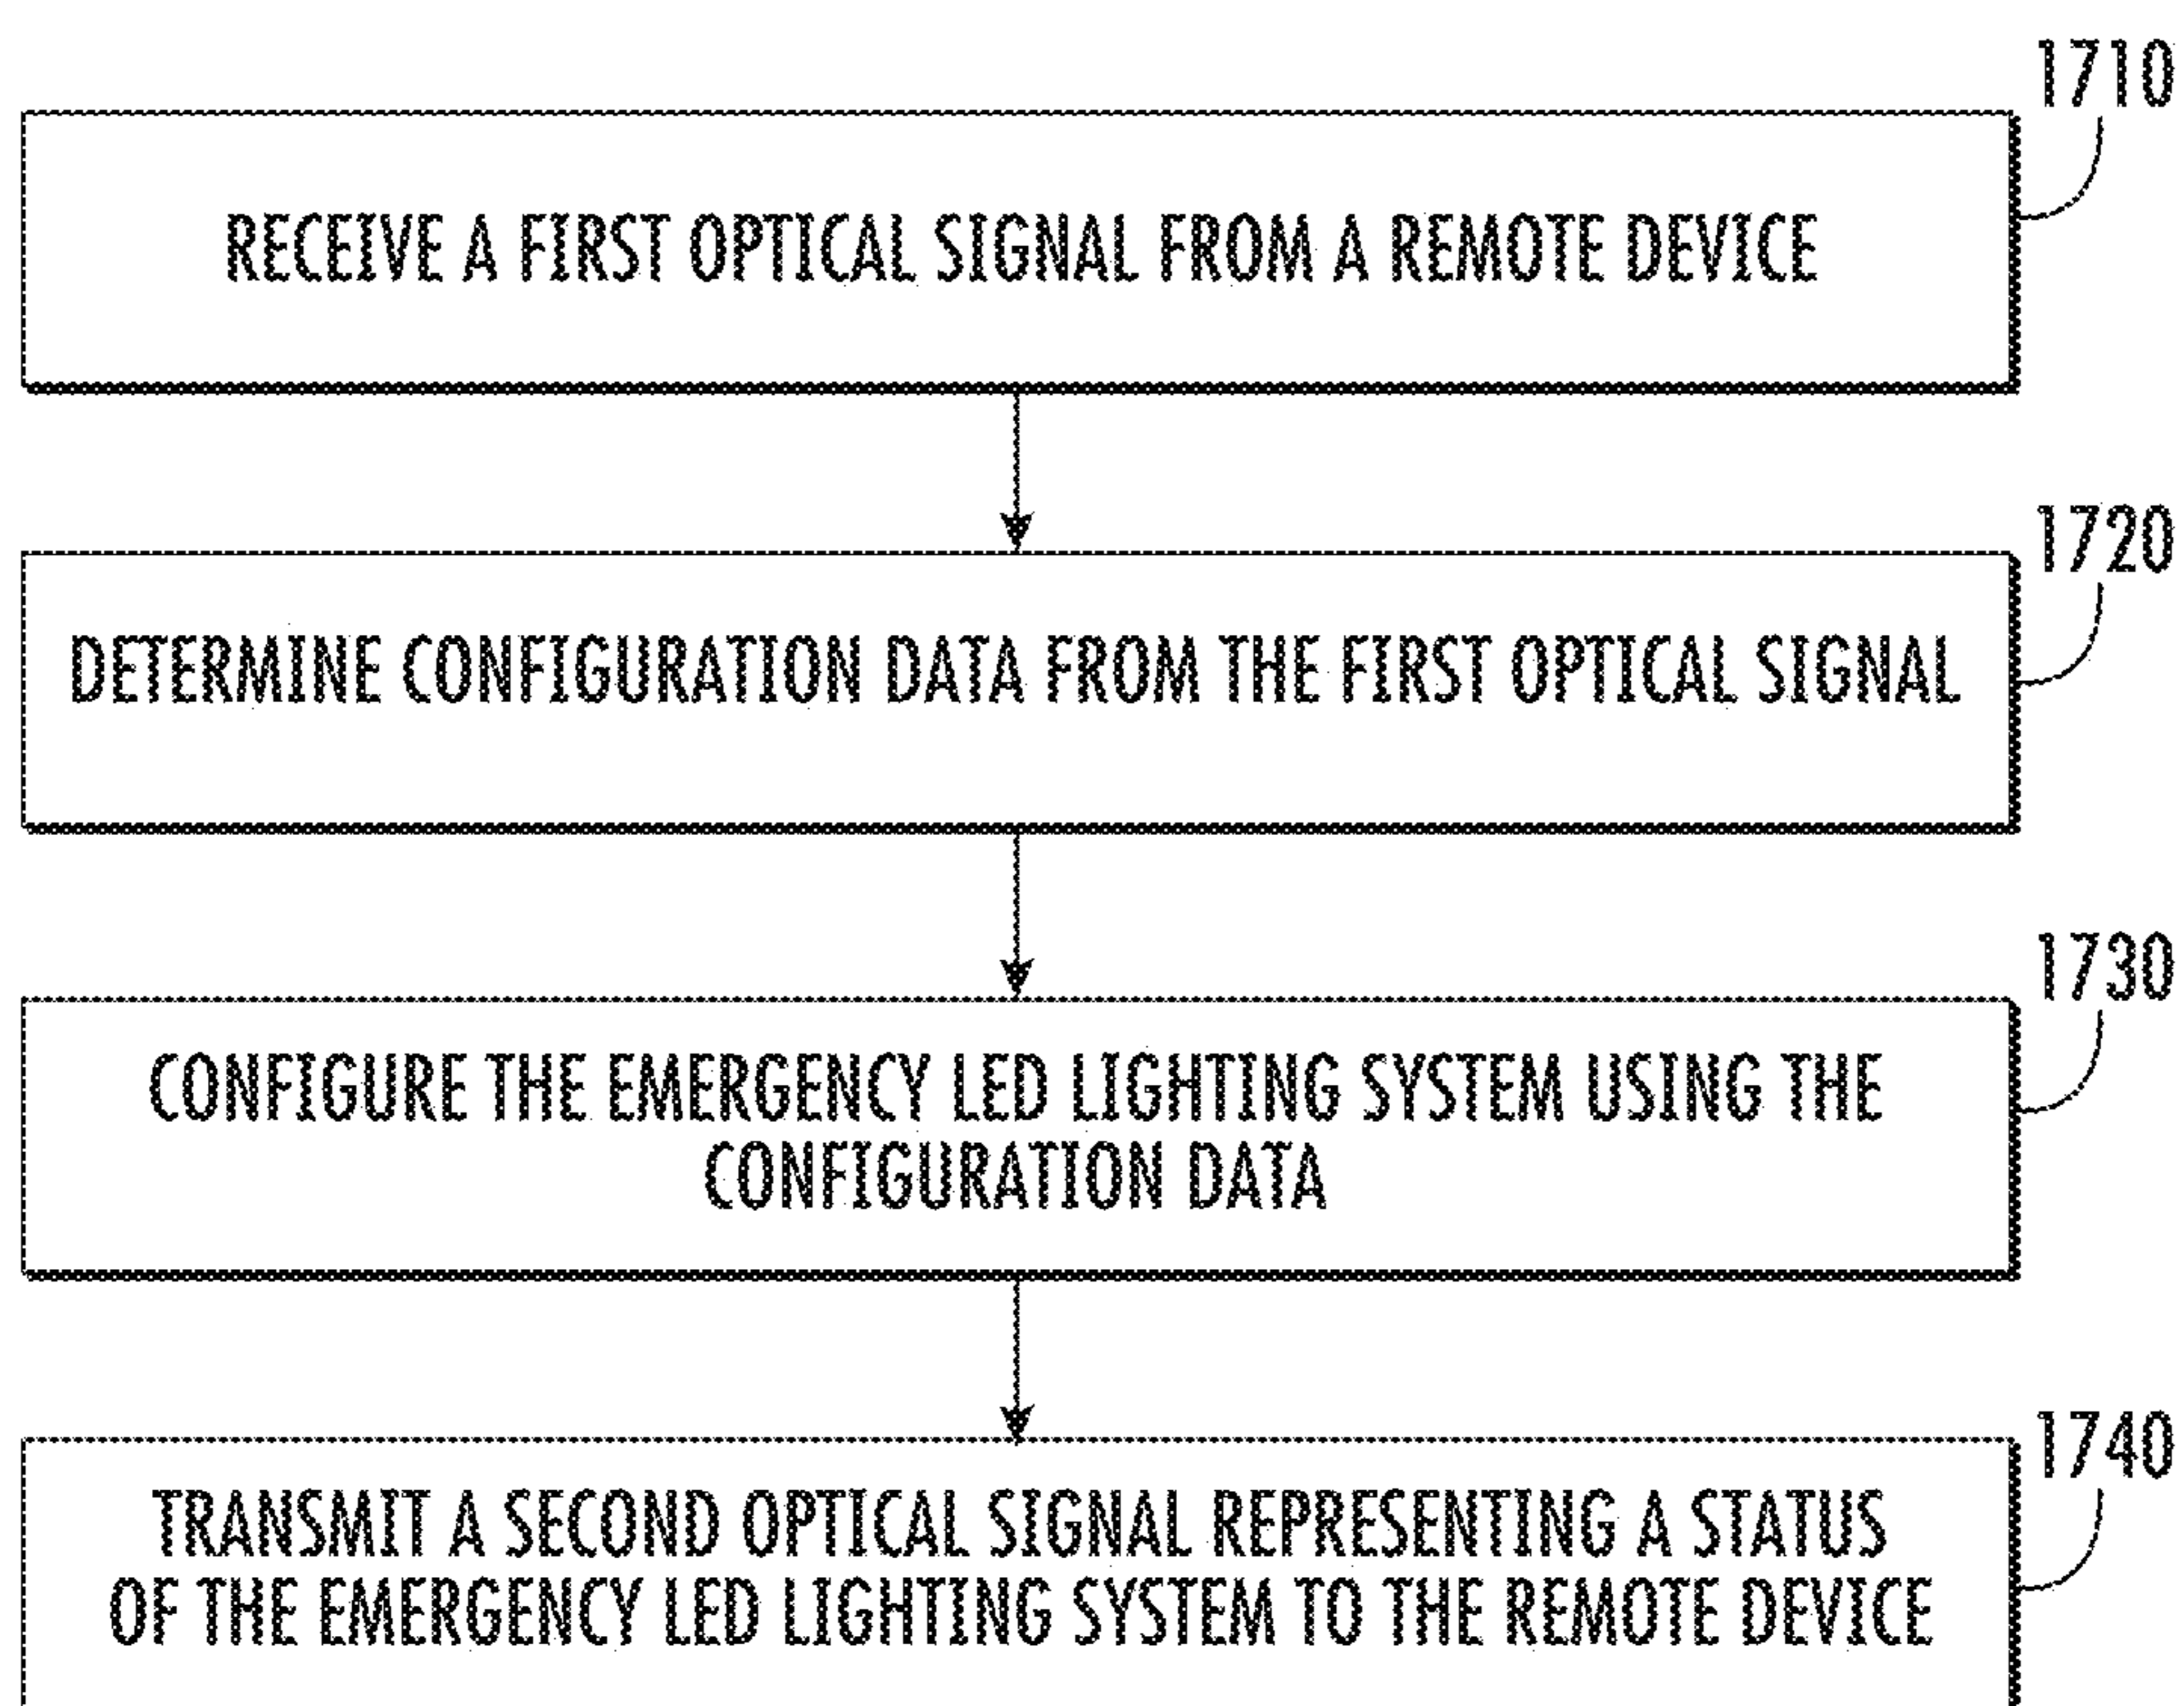 1710
RECEIVE A FIRST OPTICAL SIGNAL FROM A REMOTE DEVICE
1720
DETERMINE CONFIGURATION DATA FROM THE FIRST OPTICAL SIGNAL
1730
CONFIGURE THE EMERGENCY LED LIGHTING SYSTEM USING THE
CONFIGURATION DATA
1740
TRANSMIT A SECOND OPTICAL SIGNAL REPRESENTING A STATUS
OF THE EMERGENCY LED LIGHTING SYSTEM TO THE REMOTE DEVICE